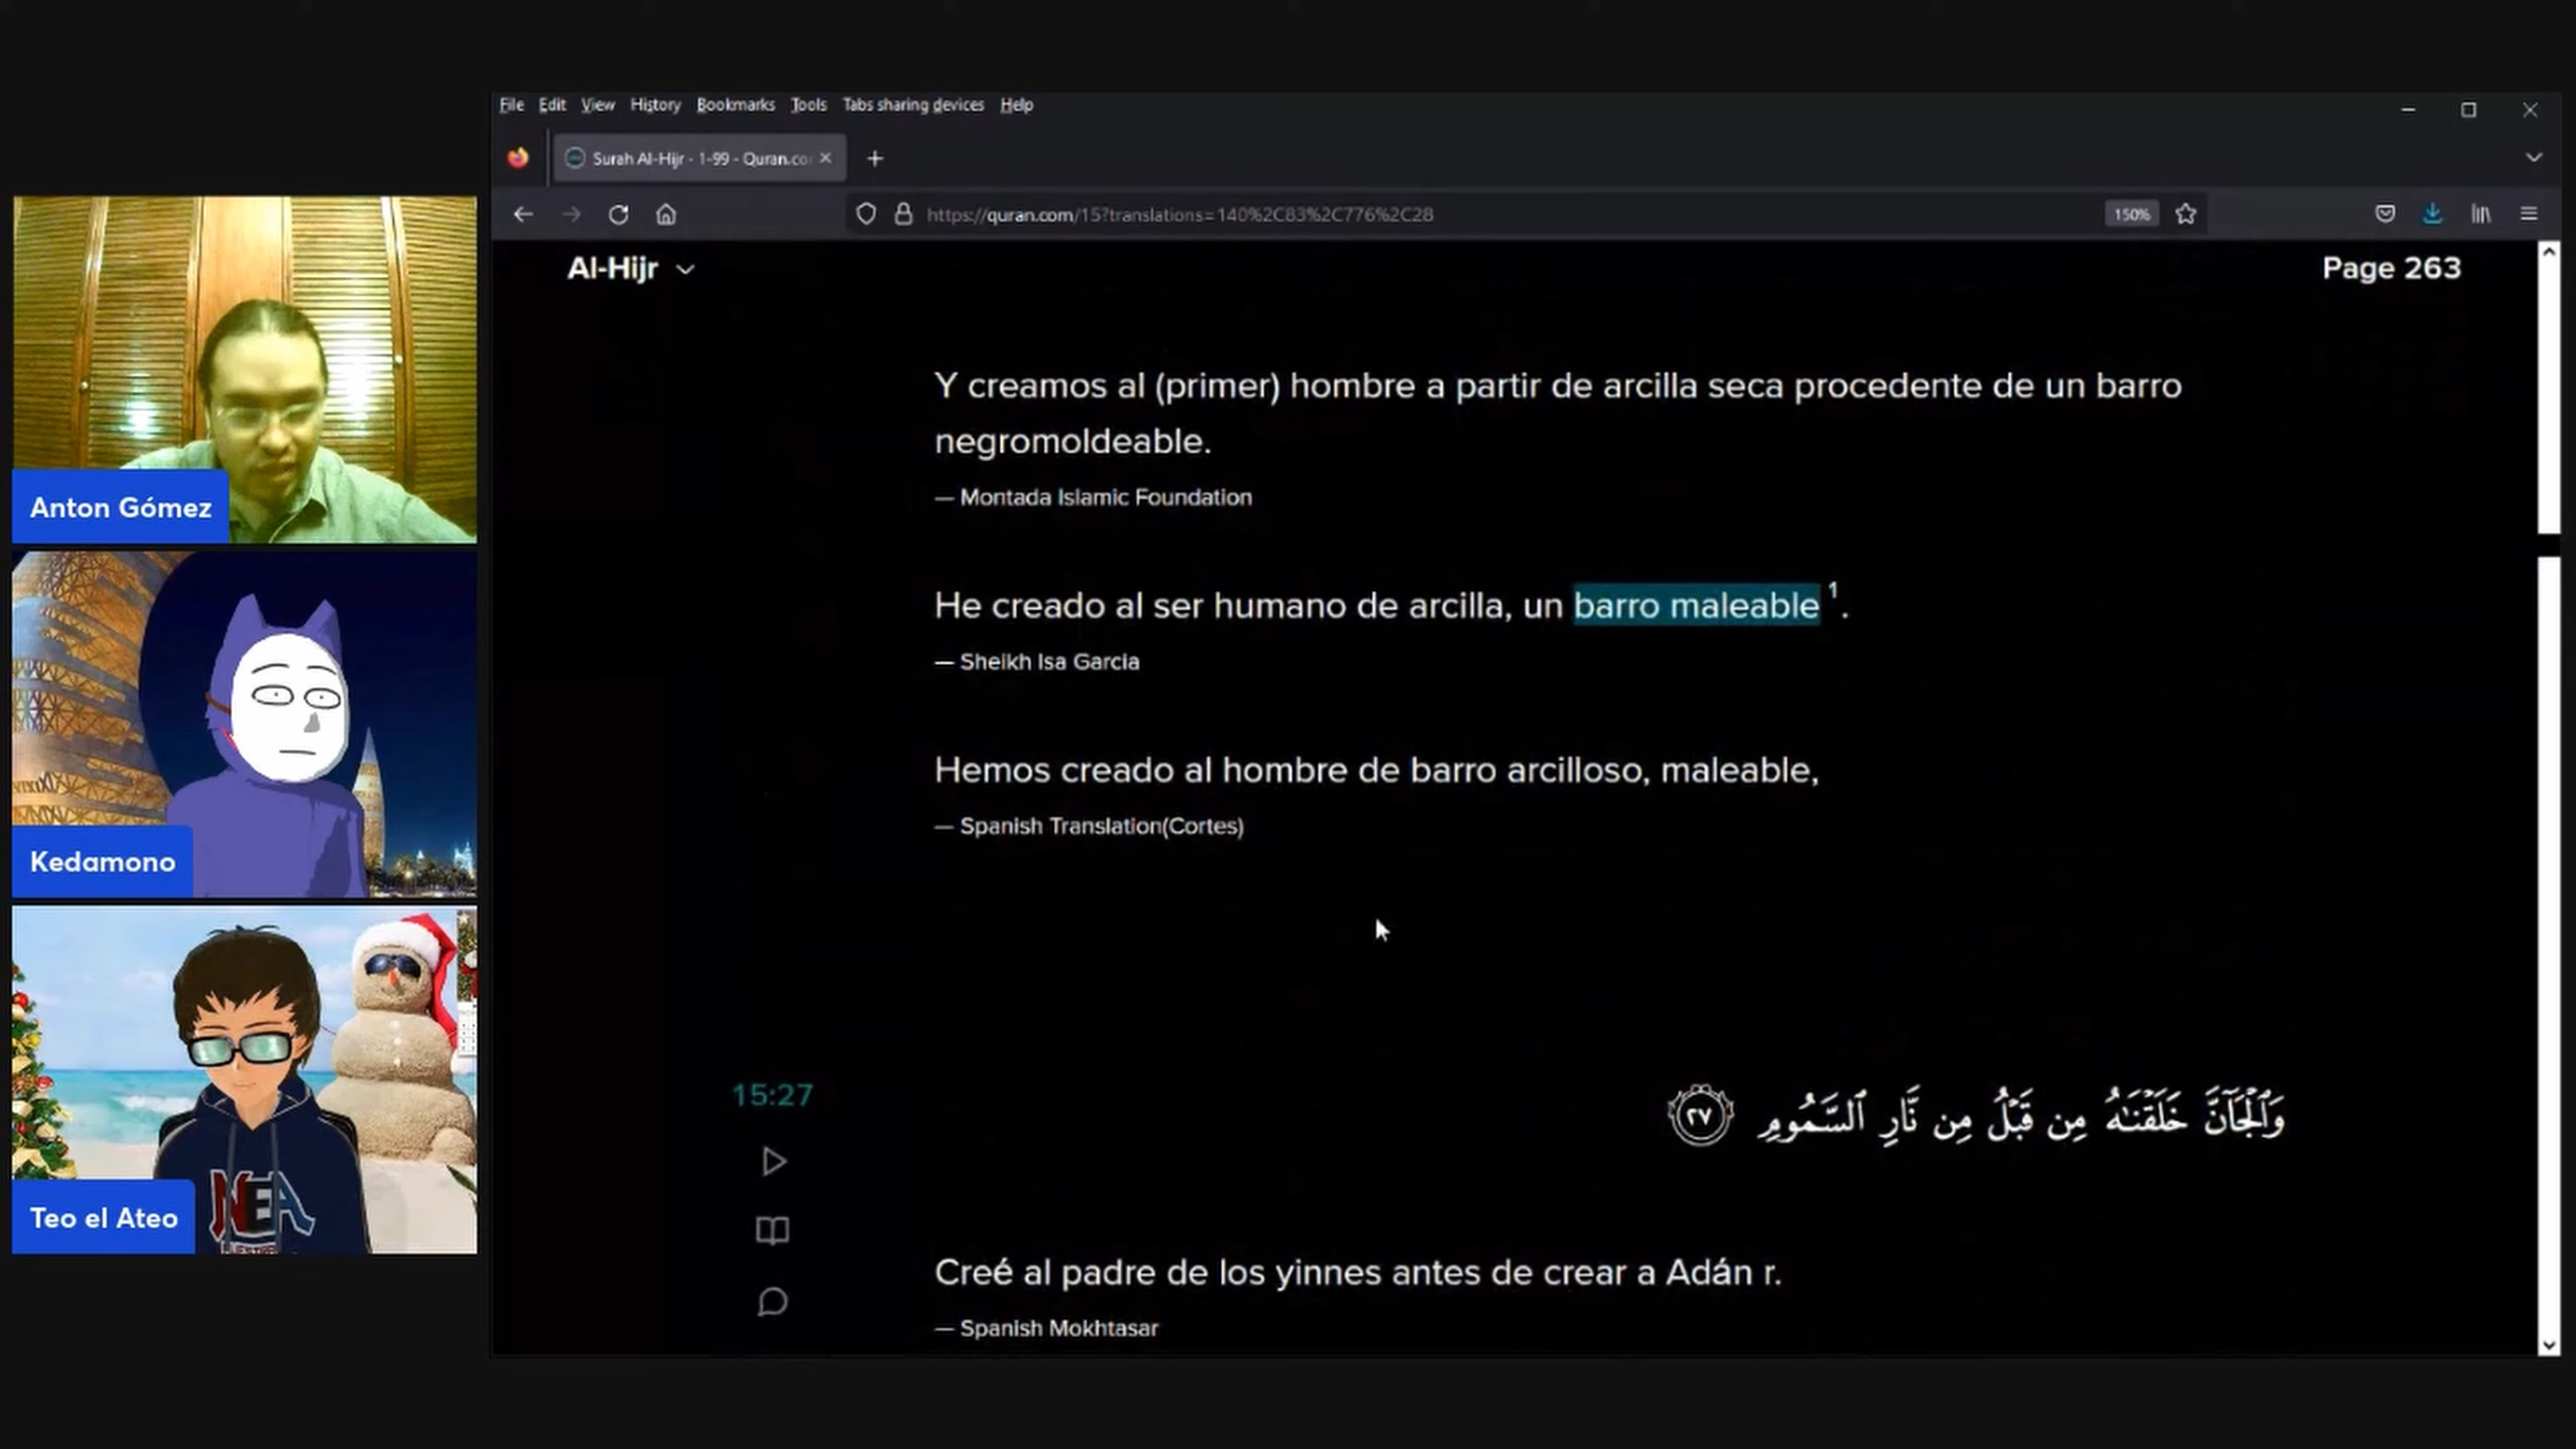 File Edit View History Bookmarks Tools Tabs sharing devices Help
Surah Al-Hijr - 1-99 - Quran.co
https://quran.com/15?translations=140%2C83%2C776%2C28
150%
Al-Hijr
Page 263
Y creamos al (primer) hombre a partir de arcilla seca procedente de un barro
negromoldeable.
— Montada Islamic Foundation
He creado al ser humano de arcilla, un barro maleable 1.
— Sheikh Isa Garcia
Hemos creado al hombre de barro arcilloso, maleable,
— Spanish Translation(Cortes)
15:27
وَٱلْجَآنَّ خَلَقْنَـٰهُ مِن قَبْلُ مِن نَّارِ ٱلسَّمُومِ ٢٧
Creé al padre de los yinnes antes de crear a Adán r.
— Spanish Mokhtasar
Anton Gómez
Kedamono
NEA
Teo el Ateo